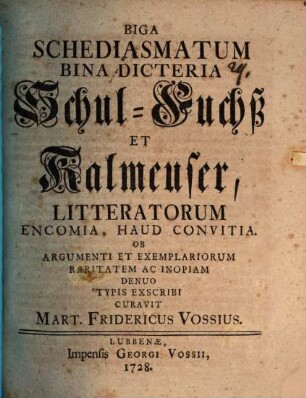 BIGA
SCHEDIASMATUM
BINA DICTERIA
Schul-Fuchß
ET
Kalmeuser,
LITTERATORUM
ENCOMIA, HAUD CONVITIA.
OB
ARGUMENTI ET EXEMPLARIORUM
RARITATEM AC INOPIAM
DENUO
TYPIS EXSCRIBI
CURAVIT
MART. FRIDERICUS VOSSIUS.
LUBBENÆ,
Impensis GEORGI VOSSII,
1728.